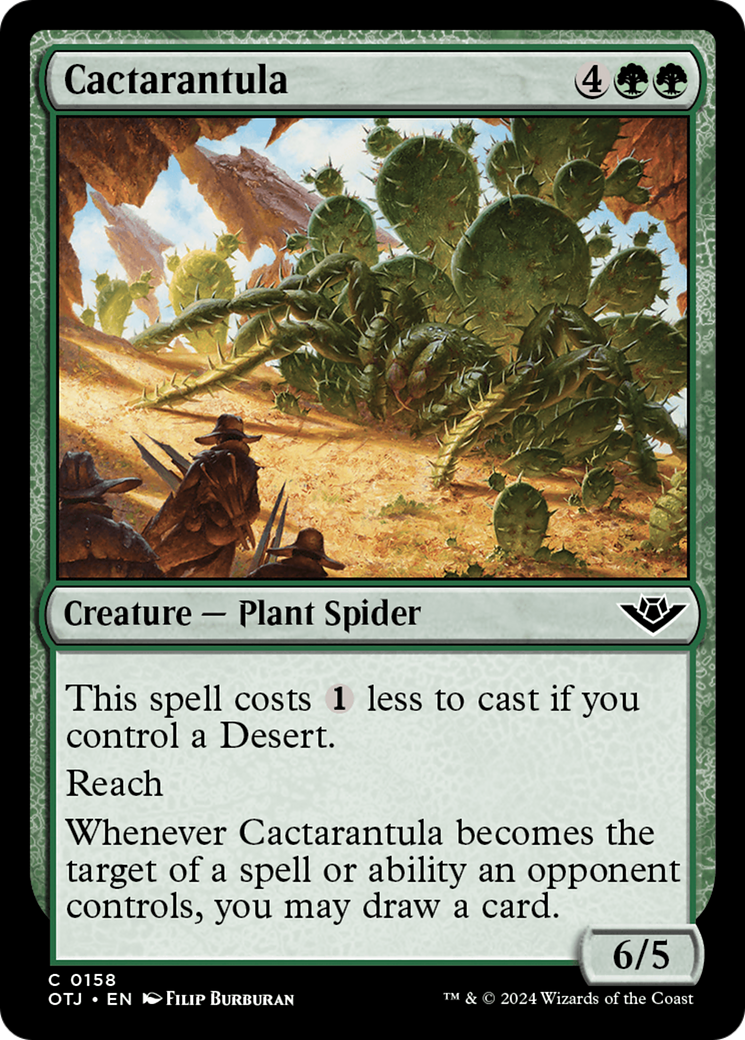 Cactarantula 4
Creature — Plant Spider
This spell costs 1 less to cast if you
control a Desert.
Reach
Whenever Cactarantula becomes the
target of a spell or ability an opponent
controls, you may draw a card.
6/5
C 0158
OTJ • EN Filip Burburan
™ & © 2024 Wizards of the Coast